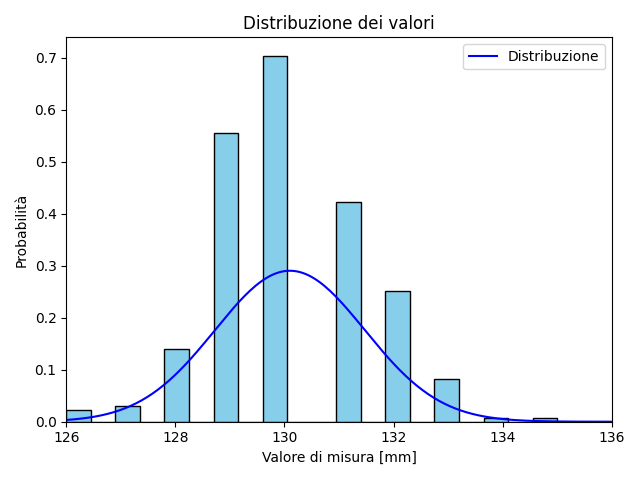 Distribuzione dei valori
Distribuzione
Probabilità
0.7
0.6
0.5
0.4
0.3
0.2
0.1
0.0
126 128 130 132 134 136
Valore di misura [mm]